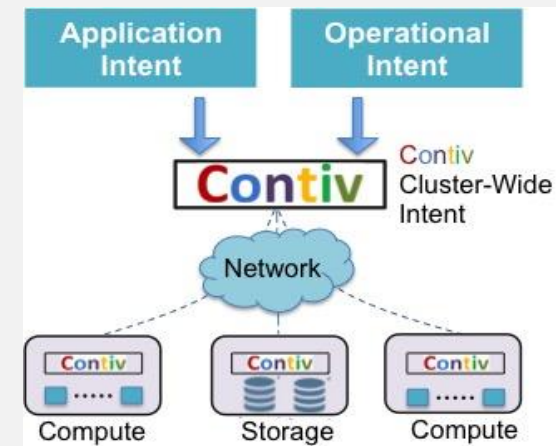 Application
Intent
Operational
Intent
Contiv
Contiv
Cluster-Wide
Intent
Network
Contiv
Contiv
Contiv
Compute
Storage
Compute